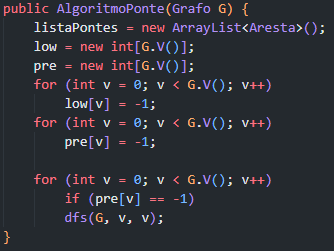 public AlgoritmoPonte(Grafo G) {
    listaPontes = new ArrayList<Aresta>();
    low = new int[G.V()];
    pre = new int[G.V()];
    for (int v = 0; v < G.V(); v++)
        low[v] = -1;
    for (int v = 0; v < G.V(); v++)
        pre[v] = -1;

    for (int v = 0; v < G.V(); v++)
        if (pre[v] == -1)
        dfs(G, v, v);
}